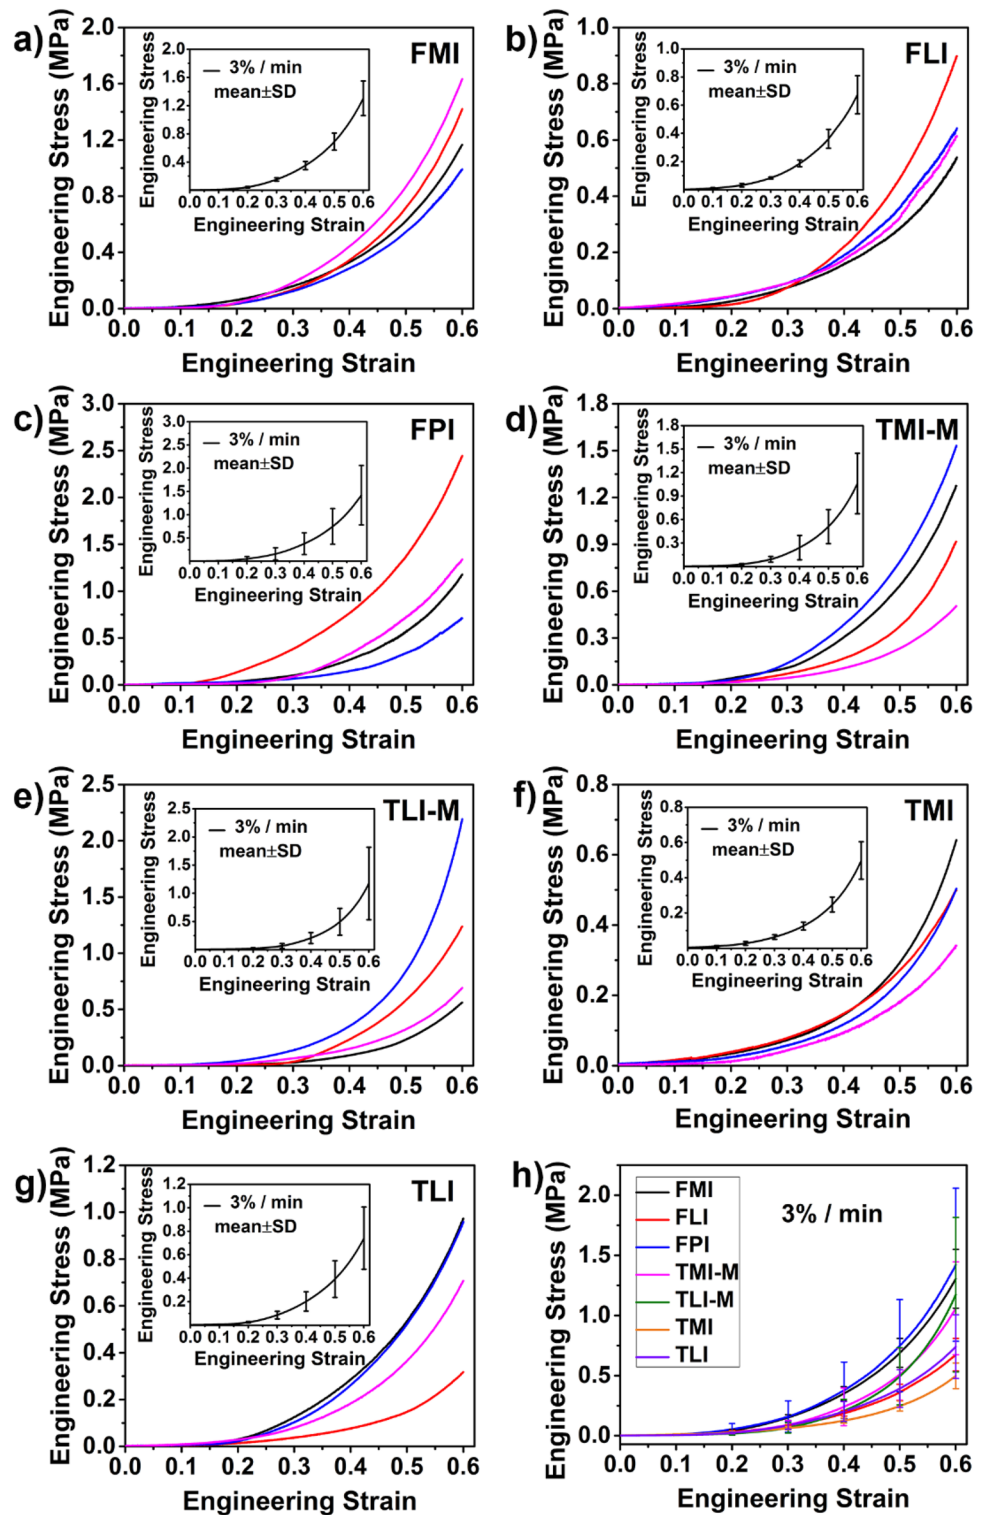 a)
FMI
Engineering Stress (MPa)
2.0
1.6
1.2
0.8
0.4
0.0
0.0 0.1 0.2 0.3 0.4 0.5 0.6
Engineering Strain
Engineering Stress
2.0
1.6
1.2
0.8
0.4
3% / min
mean±SD
0.0 0.1 0.2 0.3 0.4 0.5 0.6
Engineering Strain
b)
FLI
Engineering Stress (MPa)
1.0
0.8
0.6
0.4
0.2
0.0
0.0 0.1 0.2 0.3 0.4 0.5 0.6
Engineering Strain
Engineering Stress
1.0
0.8
0.6
0.4
0.2
3% / min
mean±SD
0.0 0.1 0.2 0.3 0.4 0.5 0.6
Engineering Strain
c)
FPI
Engineering Stress (MPa)
3.0
2.5
2.0
1.5
1.0
0.5
0.0
0.0 0.1 0.2 0.3 0.4 0.5 0.6
Engineering Strain
Engineering Stress
3.0
2.5
2.0
1.5
1.0
0.5
3% / min
mean±SD
0.0 0.1 0.2 0.3 0.4 0.5 0.6
Engineering Strain
d)
TMI-M
Engineering Stress (MPa)
1.8
1.5
1.2
0.9
0.6
0.3
0.0
0.0 0.1 0.2 0.3 0.4 0.5 0.6
Engineering Strain
Engineering Stress
1.8
1.5
1.2
0.9
0.6
0.3
3% / min
mean±SD
0.0 0.1 0.2 0.3 0.4 0.5 0.6
Engineering Strain
e)
TLI-M
Engineering Stress (MPa)
2.5
2.0
1.5
1.0
0.5
0.0
0.0 0.1 0.2 0.3 0.4 0.5 0.6
Engineering Strain
Engineering Stress
2.5
2.0
1.5
1.0
0.5
3% / min
mean±SD
0.0 0.1 0.2 0.3 0.4 0.5 0.6
Engineering Strain
f)
TMI
Engineering Stress (MPa)
0.8
0.6
0.4
0.2
0.0
0.0 0.1 0.2 0.3 0.4 0.5 0.6
Engineering Strain
Engineering Stress
0.8
0.6
0.4
0.2
3% / min
mean±SD
0.0 0.1 0.2 0.3 0.4 0.5 0.6
Engineering Strain
g)
TLI
Engineering Stress (MPa)
1.2
1.0
0.8
0.6
0.4
0.2
0.0
0.0 0.1 0.2 0.3 0.4 0.5 0.6
Engineering Strain
Engineering Stress
1.2
1.0
0.8
0.6
0.4
0.2
3% / min
mean±SD
0.0 0.1 0.2 0.3 0.4 0.5 0.6
Engineering Strain
h)
Engineering Stress (MPa)
2.0
1.5
1.0
0.5
0.0
FMI
FLI
FPI
TMI-M
TLI-M
TMI
TLI
3% / min
0.0 0.1 0.2 0.3 0.4 0.5 0.6
Engineering Strain